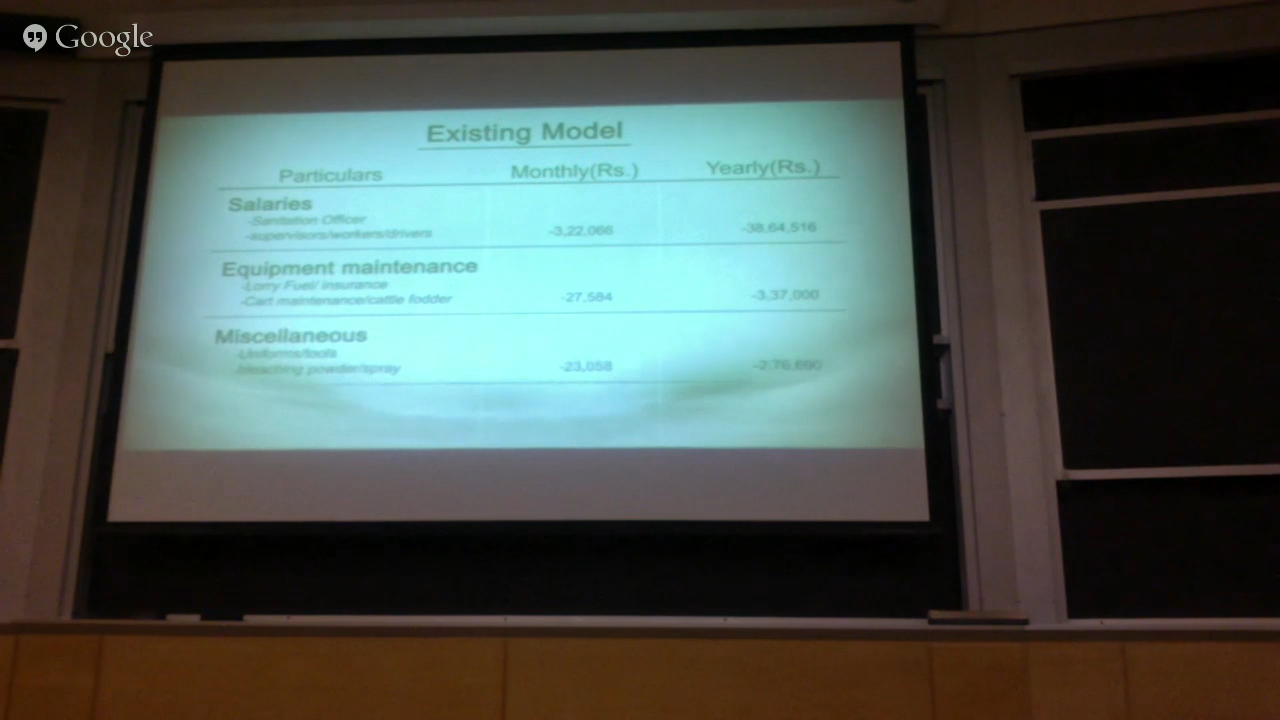 Google
Existing Model
Particulars Monthly(Rs.) Yearly(Rs.)
Salaries
-Sanitation Officer
-supervisors/workers/drivers -3,22,066 -38,64,516
Equipment maintenance
-Lorry Fuel/ insurance
-Cart maintenance/cattle fodder -27,584 -3,37,000
Miscellaneous
-Uniforms/tools
-bleaching powder/spray -23,058